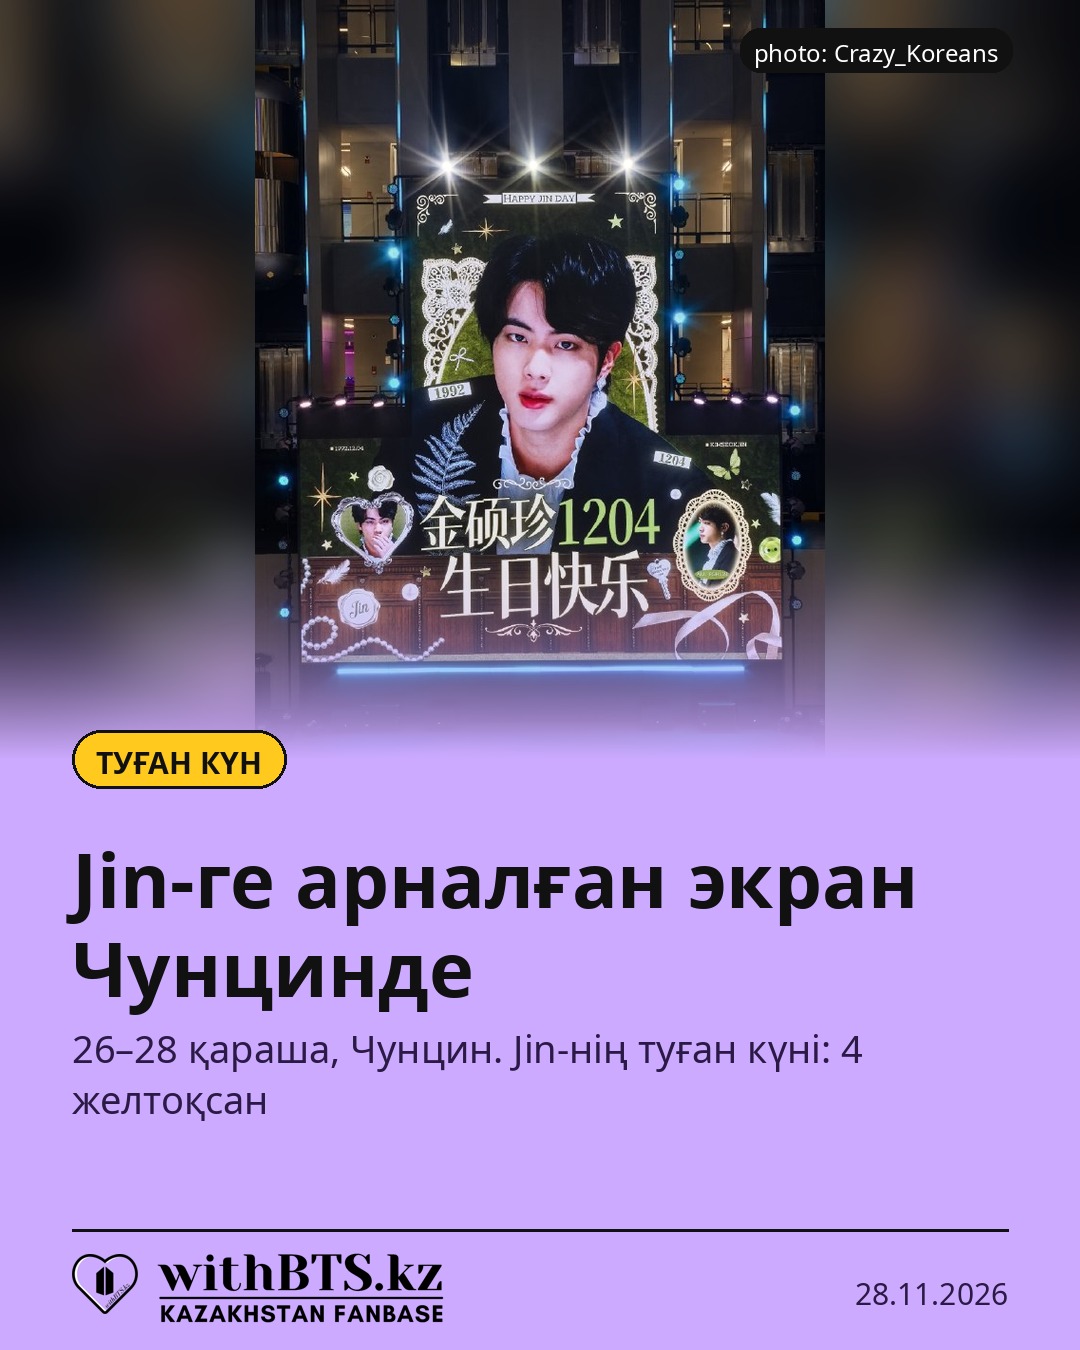 photo: Crazy_Koreans
HAPPY JIN DAY
1992
1204
金硕珍1204
生日快乐
Jin
ТУҒАН КҮН
Jin-ге арналған экран
Чунцинде
26–28 қараша, Чунцин. Jin-нің туған күні: 4
желтоқсан
withBTS.kz
KAZAKHSTAN FANBASE
28.11.2026